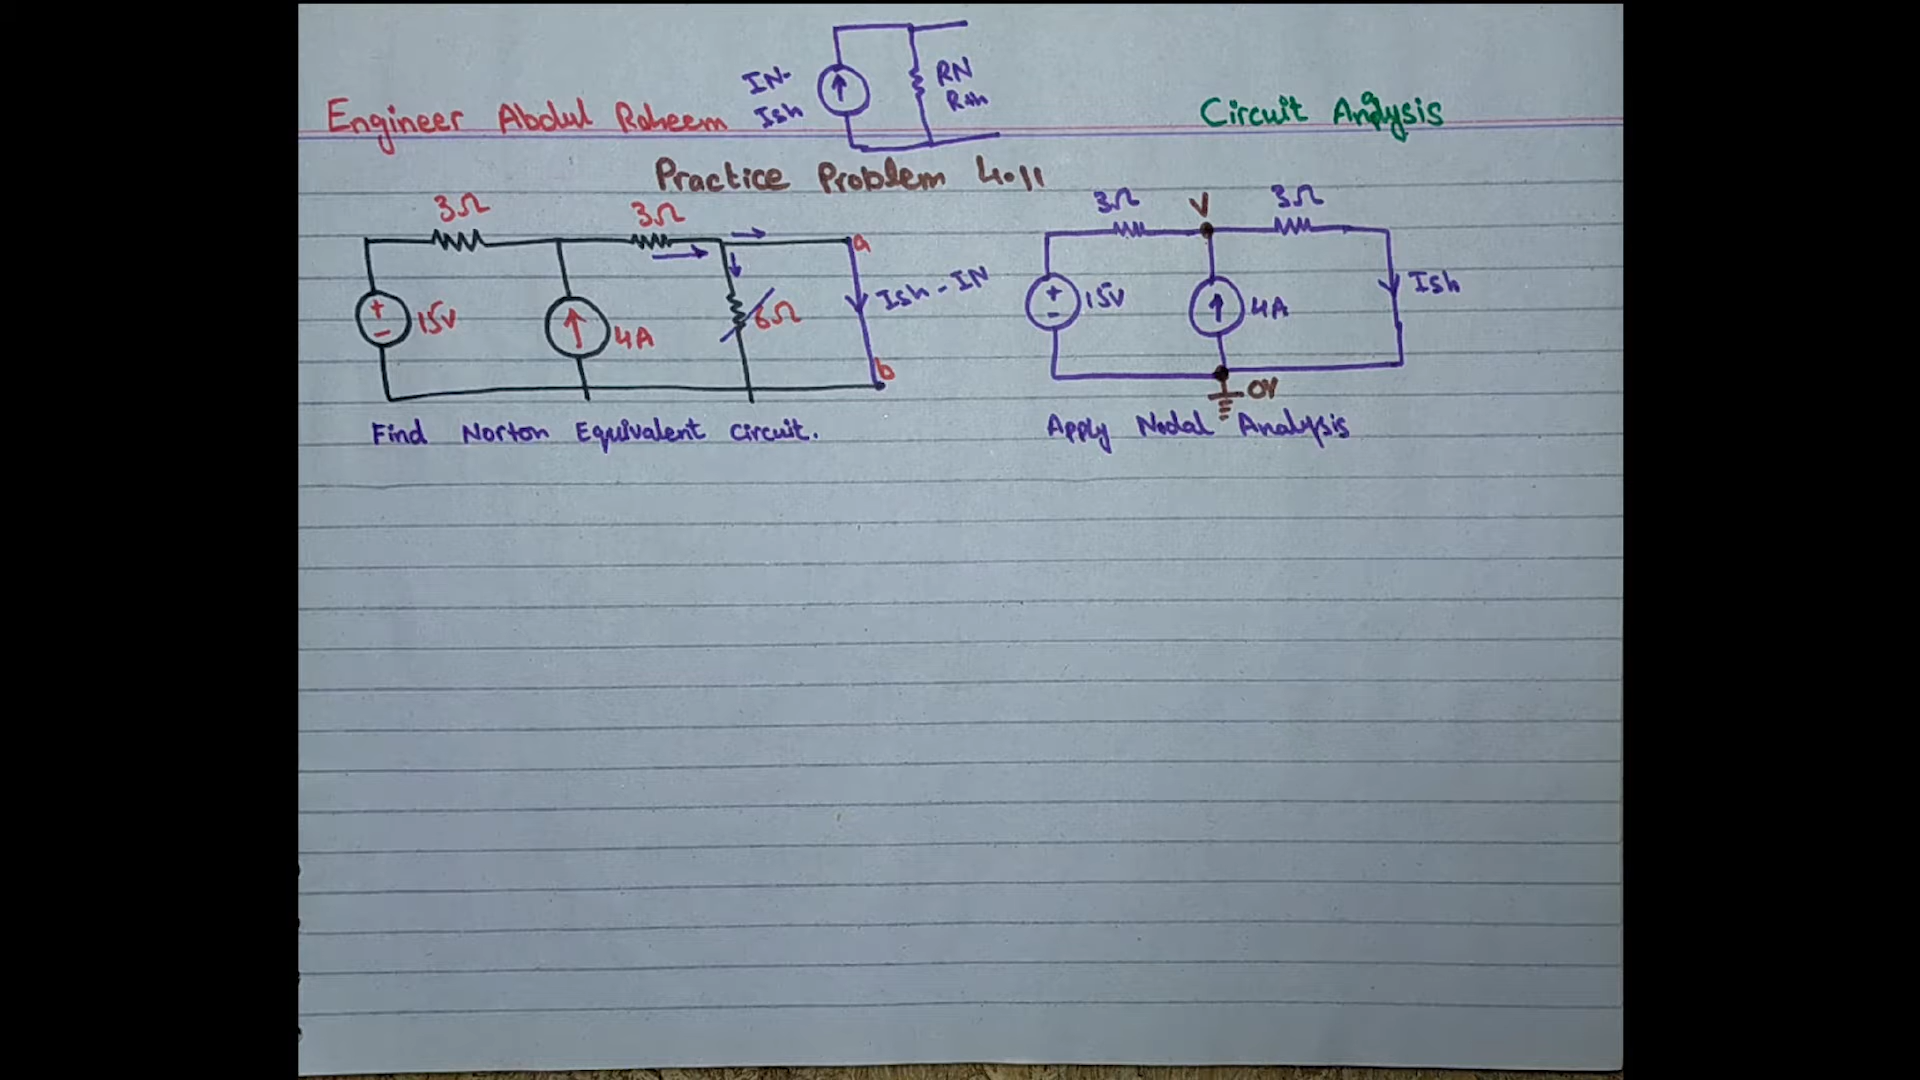 IN-
Ish
RN
Rth
Engineer Abdul Raheem
Circuit Analysis
Practice Problem 4.11
3Ω
3Ω
a
+
-
15V
4A
6Ω
Ish - IN
b
Find Norton Equivalent circuit.
3Ω
V
3Ω
+
-
15V
4A
Ish
0V
Apply Nodal Analysis